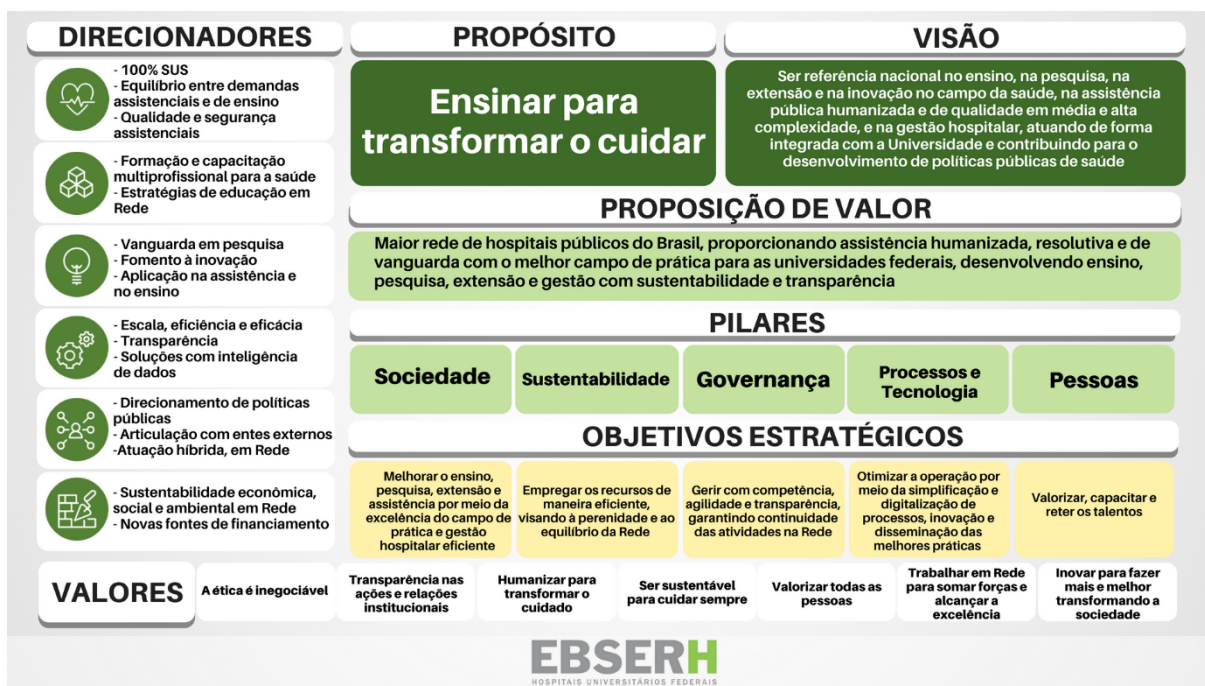 DIRECIONADORES
- 100% SUS
- Equilíbrio entre demandas
assistenciais e de ensino
- Qualidade e segurança
assistenciais
- Formação e capacitação
multiprofissional para a saúde
- Estratégias de educação em
Rede
- Vanguarda em pesquisa
- Fomento à inovação
- Aplicação na assistência e
no ensino
- Escala, eficiência e eficácia
- Transparência
- Soluções com inteligência
de dados
- Direcionamento de políticas
públicas
- Articulação com entes externos
-Atuação híbrida, em Rede
- Sustentabilidade econômica,
social e ambiental em Rede
- Novas fontes de financiamento
PROPÓSITO
Ensinar para
transformar o cuidar
VISÃO
Ser referência nacional no ensino, na pesquisa, na
extensão e na inovação no campo da saúde, na assistência
pública humanizada e de qualidade em média e alta
complexidade, e na gestão hospitalar, atuando de forma
integrada com a Universidade e contribuindo para o
desenvolvimento de políticas públicas de saúde
PROPOSIÇÃO DE VALOR
Maior rede de hospitais públicos do Brasil, proporcionando assistência humanizada, resolutiva e de
vanguarda com o melhor campo de prática para as universidades federais, desenvolvendo ensino,
pesquisa, extensão e gestão com sustentabilidade e transparência
PILARES
Sociedade
Sustentabilidade
Governança
Processos e
Tecnologia
Pessoas
OBJETIVOS ESTRATÉGICOS
Melhorar o ensino,
pesquisa, extensão e
assistência por meio da
excelência do campo de
prática e gestão
hospitalar eficiente
Empregar os recursos de
maneira eficiente,
visando à perenidade e ao
equilíbrio da Rede
Gerir com competência,
agilidade e transparência,
garantindo continuidade
das atividades na Rede
Otimizar a operação por
meio da simplificação e
digitalização de
processos, inovação e
disseminação das
melhores práticas
Valorizar, capacitar e
reter os talentos
VALORES
A ética é inegociável
Transparência nas
ações e relações
institucionais
Humanizar para
transformar o
cuidado
Ser sustentável
para cuidar sempre
Valorizar todas as
pessoas
Trabalhar em Rede
para somar forças e
alcançar a
excelência
Inovar para fazer
mais e melhor
transformando a
sociedade
EBSERH
HOSPITAIS UNIVERSITÁRIOS FEDERAIS